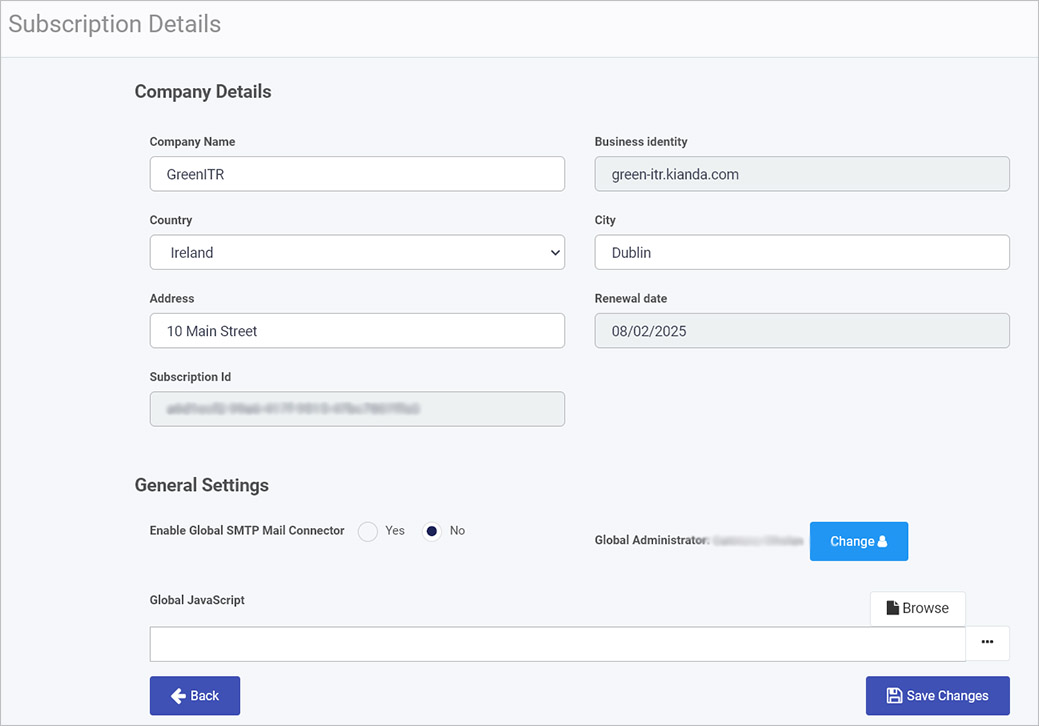 Subscription Details
Company Details
Company Name
GreenITR
Business identity
green-itr.kianda.com
Country
Ireland
City
Dublin
Address
10 Main Street
Renewal date
08/02/2025
Subscription Id
General Settings
Enable Global SMTP Mail Connector Yes No
Global Administrator: Change
Global JavaScript
Browse
...
Back
Save Changes